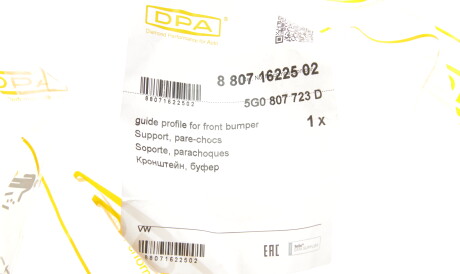 DPA
8 807 16225 02
88071622502
5G0 807 723 D
guide profile for front bumper
1 x
Support, pare-chocs
Soporte, parachoques
Кронштейн, буфер
VW
88071622502
EAC